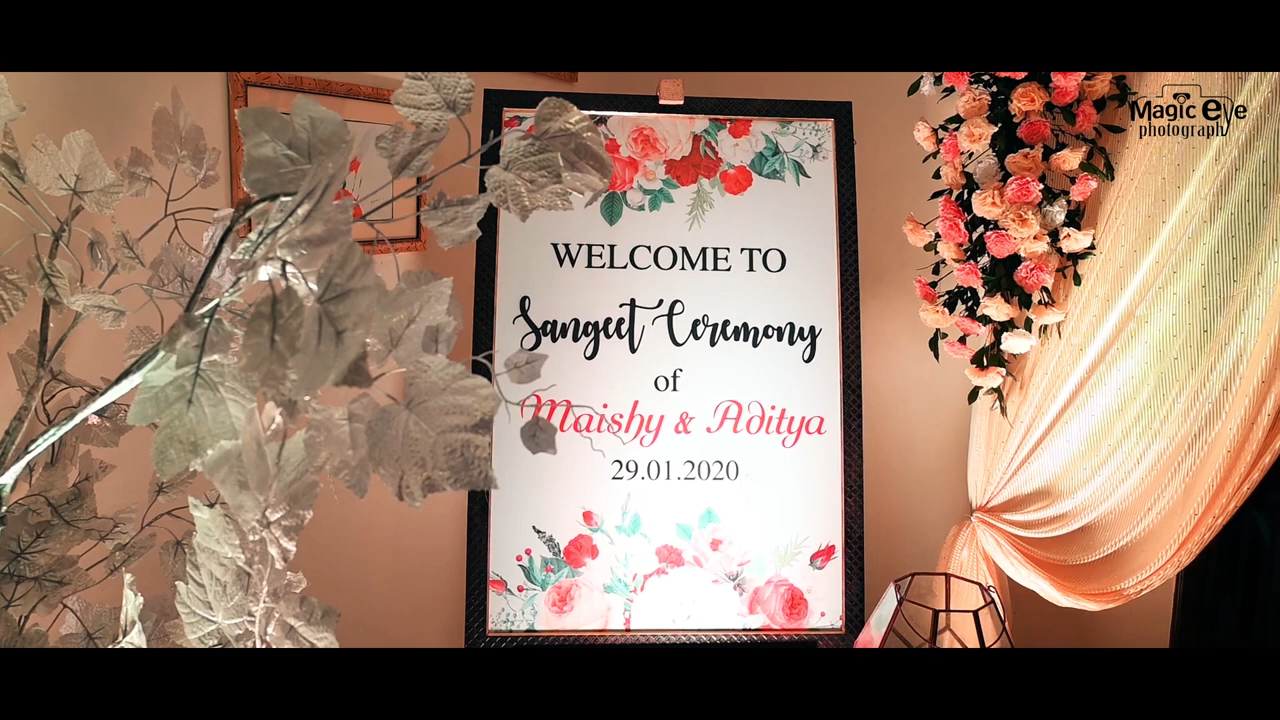 WELCOME TO
Sangeet Ceremony
of
Maishy & Aditya
29.01.2020
Magic eye
photography